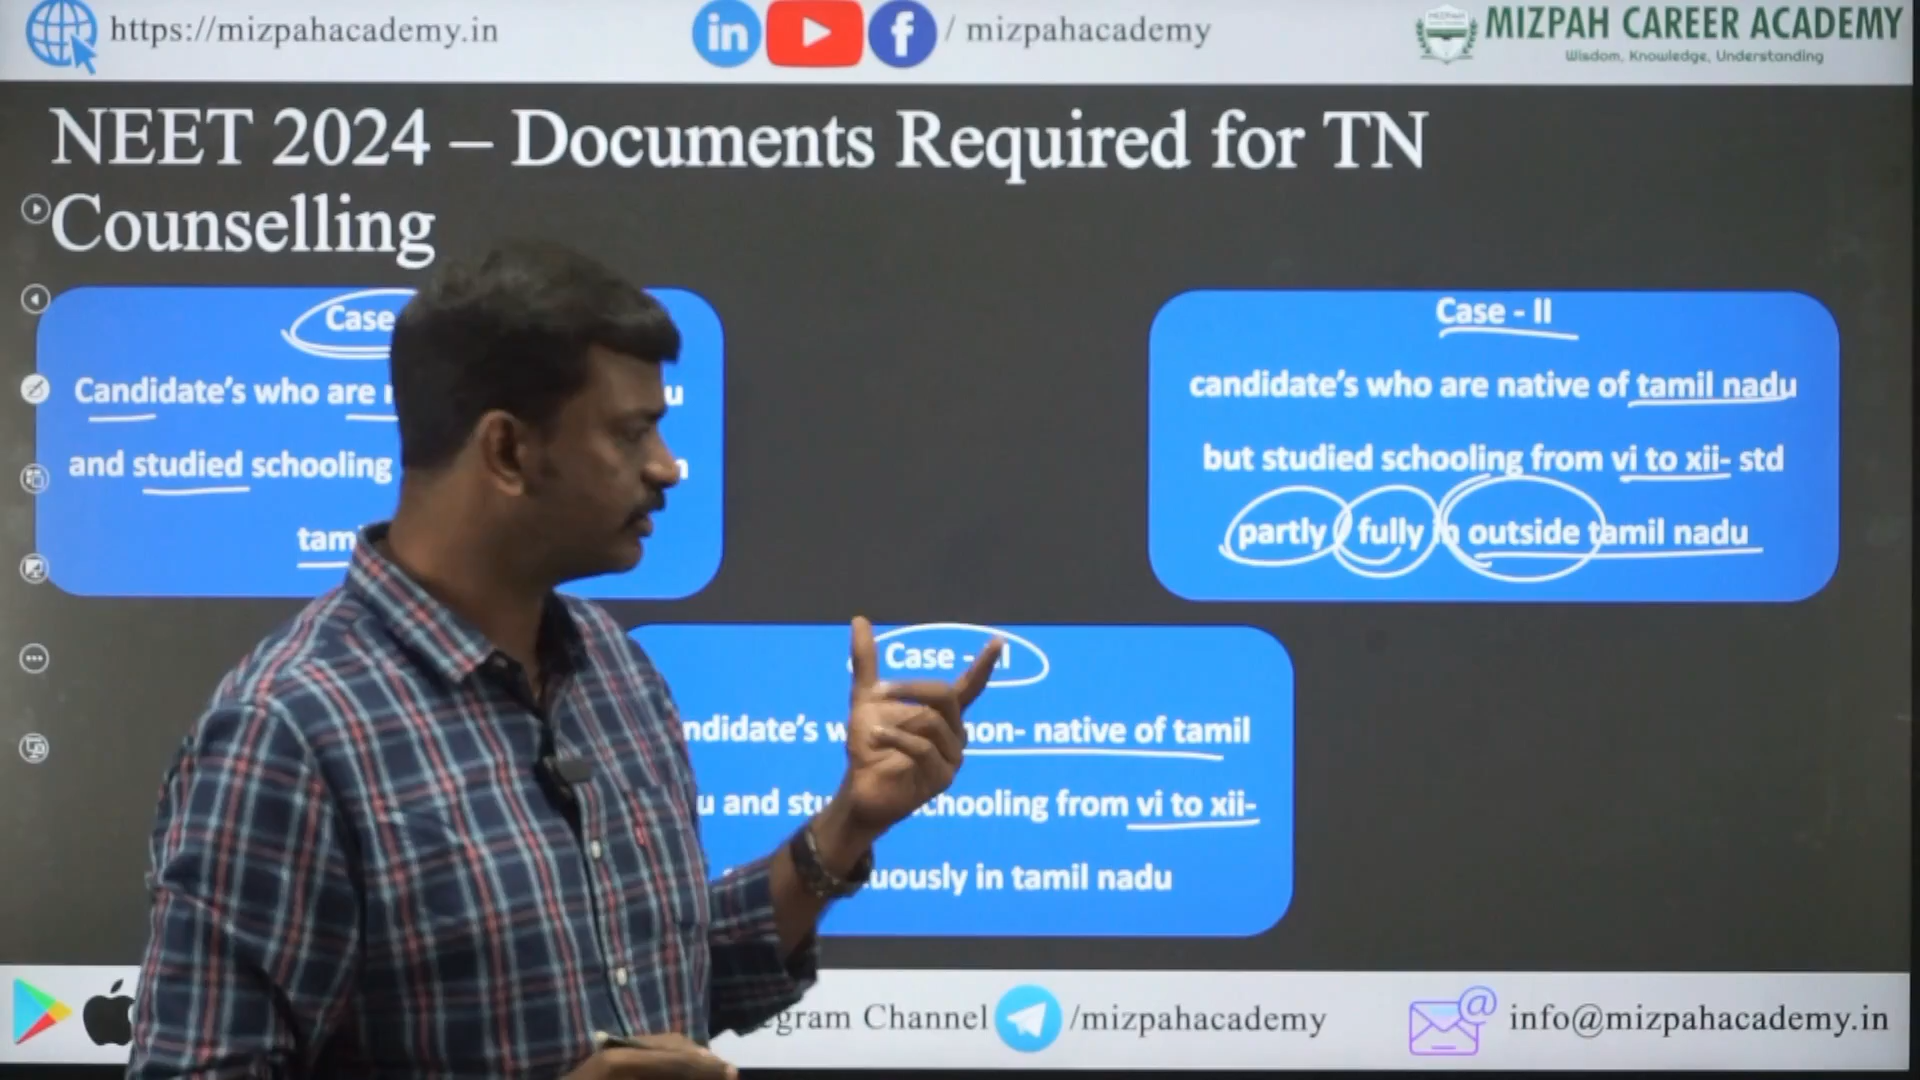 https://mizpahacademy.in
in f / mizpahacademy
MIZPAH CAREER ACADEMY
Wisdom, Knowledge, Understanding
NEET 2024 – Documents Required for TN
Counselling
Case
Candidate’s who are
and studied schooling
Case - II
candidate’s who are native of tamil nadu
but studied schooling from vi to xii- std
partly / fully in outside tamil nadu
Case -
non- native of tamil
and schooling from vi to xii-
in tamil nadu
Channel /mizpahacademy
info@mizpahacademy.in